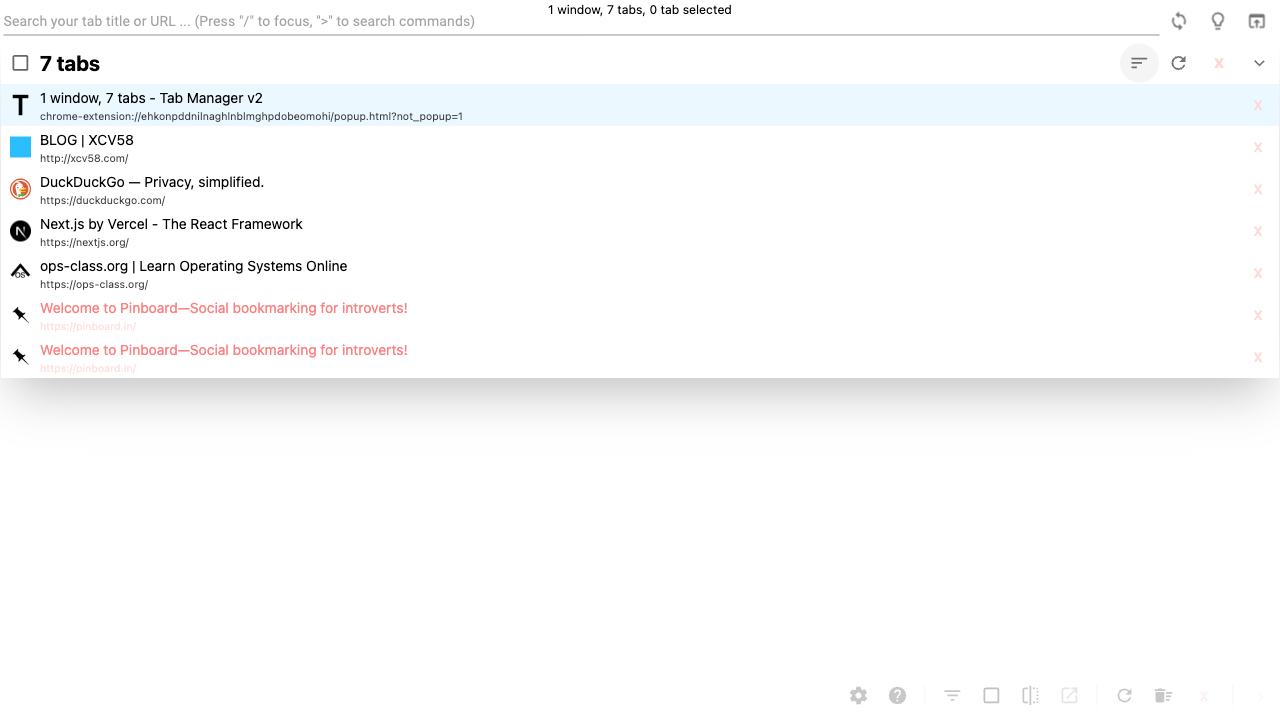 1 window, 7 tabs, 0 tab selected
Search your tab title or URL ... (Press "/" to focus, ">" to search commands)
7 tabs
X
T
1 window, 7 tabs - Tab Manager v2
chrome-extension://ehkonpddnilnaghlnblmghpdobeomohi/popup.html?not_popup=1
X
BLOG | XCV58
http://xcv58.com/
X
DuckDuckGo — Privacy, simplified.
https://duckduckgo.com/
X
N
Next.js by Vercel - The React Framework
https://nextjs.org/
X
OS
ops-class.org | Learn Operating Systems Online
https://ops-class.org/
X
Welcome to Pinboard—Social bookmarking for introverts!
https://pinboard.in/
X
Welcome to Pinboard—Social bookmarking for introverts!
https://pinboard.in/
X
X